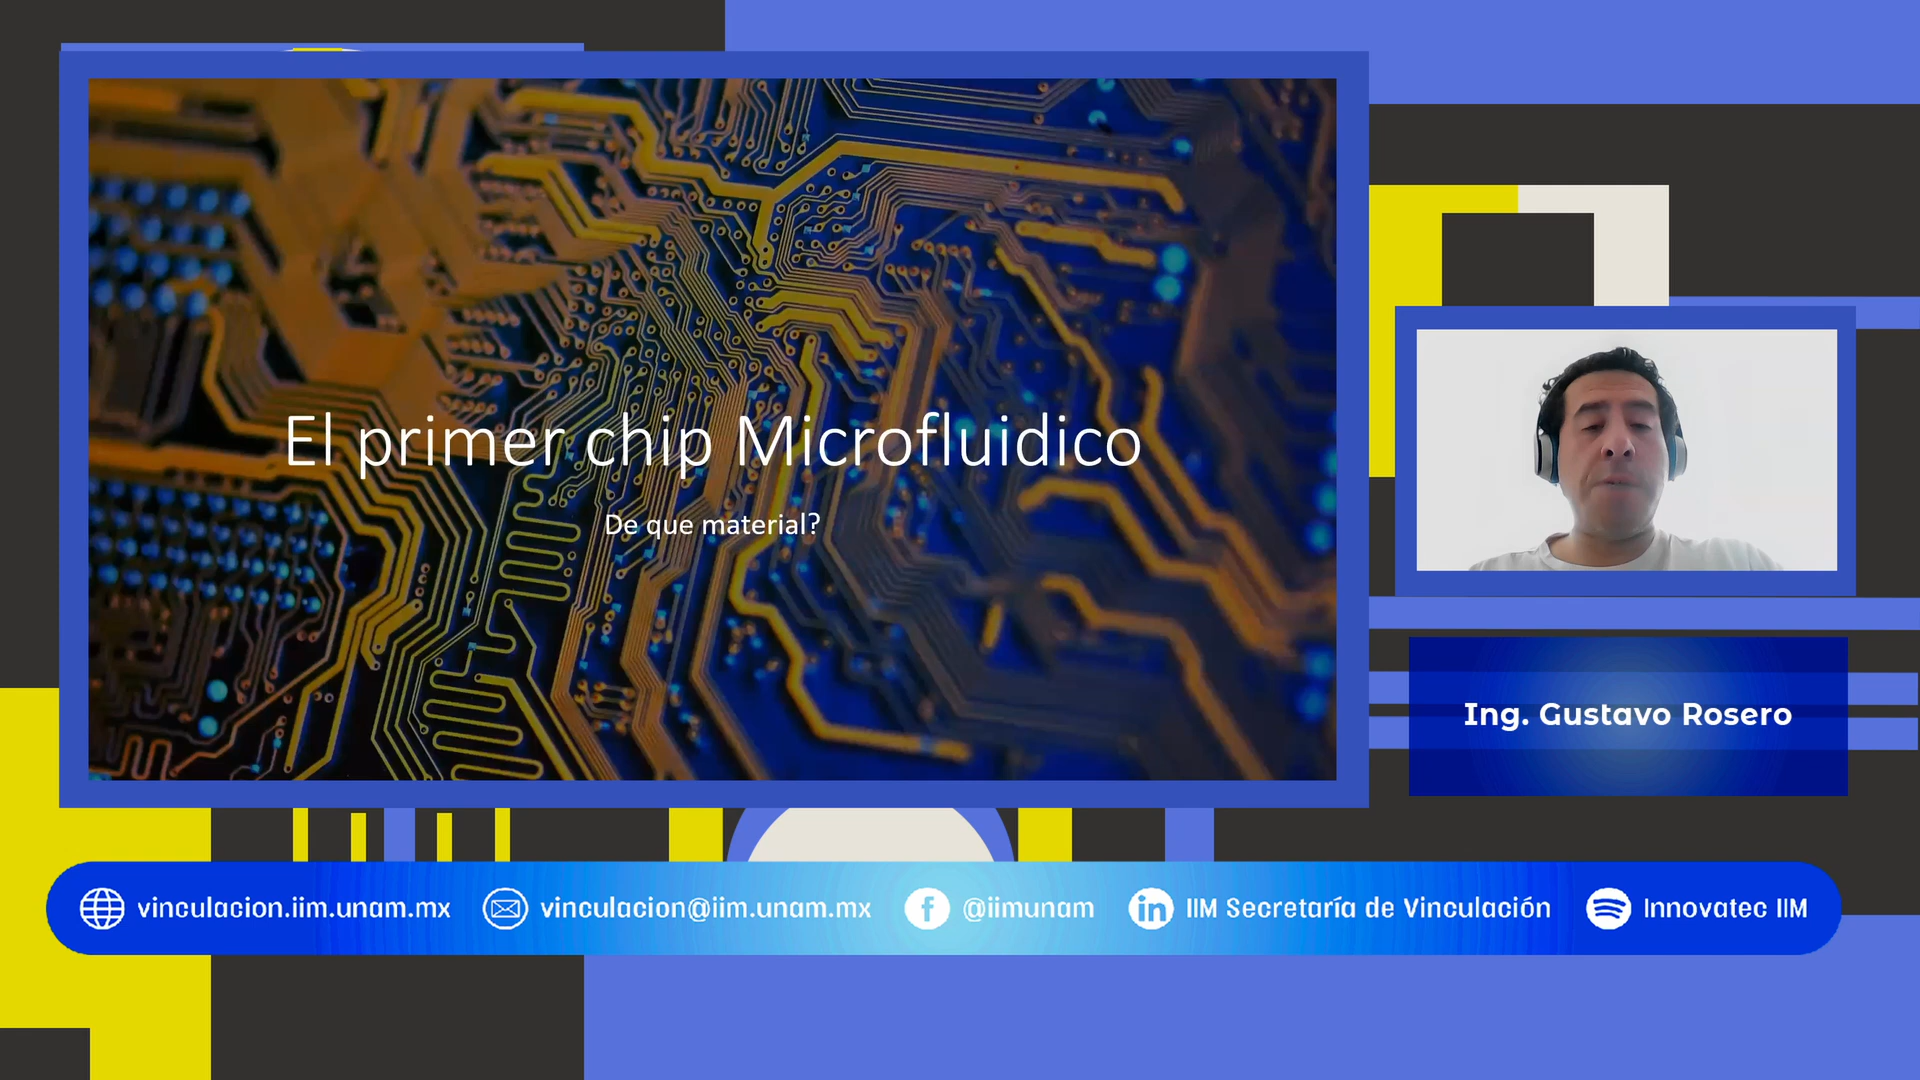 El primer chip Microfluidico
De que material?
Ing. Gustavo Rosero
vinculacion.iim.unam.mx
vinculacion@iim.unam.mx
@iimunam
IIM Secretaría de Vinculación
Innovatec IIM